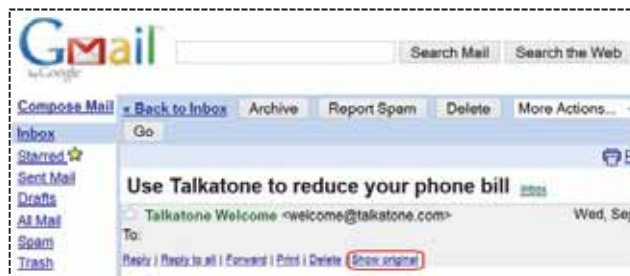 Gmail
by Google
Search Mail Search the Web
Compose Mail
« Back to Inbox Archive Report Spam Delete More Actions...
Inbox
Go
Starred
Sent Mail
Use Talkatone to reduce your phone bill Inbox
Drafts
Talkatone Welcome <welcome@talkatone.com> Wed, Sep
All Mail
To:
Spam
Trash
Reply | Reply to all | Forward | Print | Delete | Show original